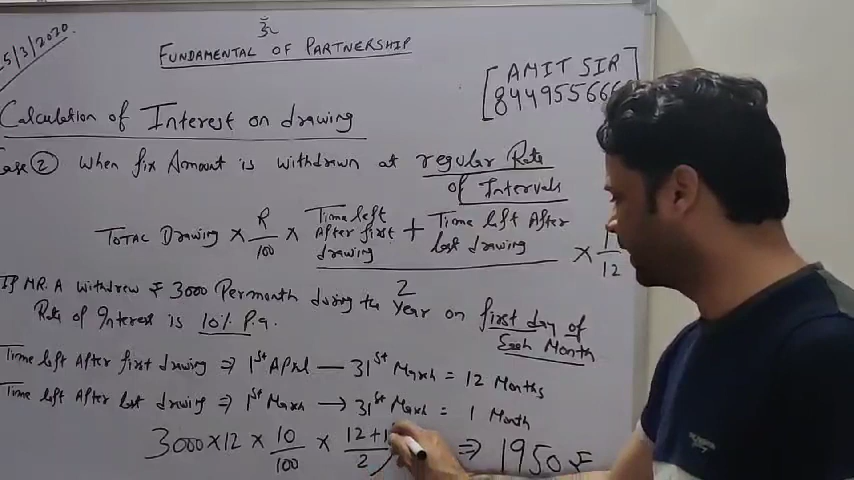 ॐ
5/3/2020.
FUNDAMENTAL OF PARTNERSHIP
[AMIT SIR]
844955666
Calculation of Interest on drawing
Case ② When fix Amount is withdrawn at regular Rate
of Intervals
TOTAL Drawing × R/100 × Time left After first drawing + Time left After last drawing / 2 × 1/12
If MR. A withdrew ₹ 3000 Per month during the Year on first day of
Each Month
Rate of Interest is 10% P.a.
Time left After first drawing ⇒ 1st April — 31st March = 12 Months
Time left After last drawing ⇒ 1st March → 31st March = 1 Month
3000×12 × 10/100 × 12+1/2 ⇒ 1950 ₹